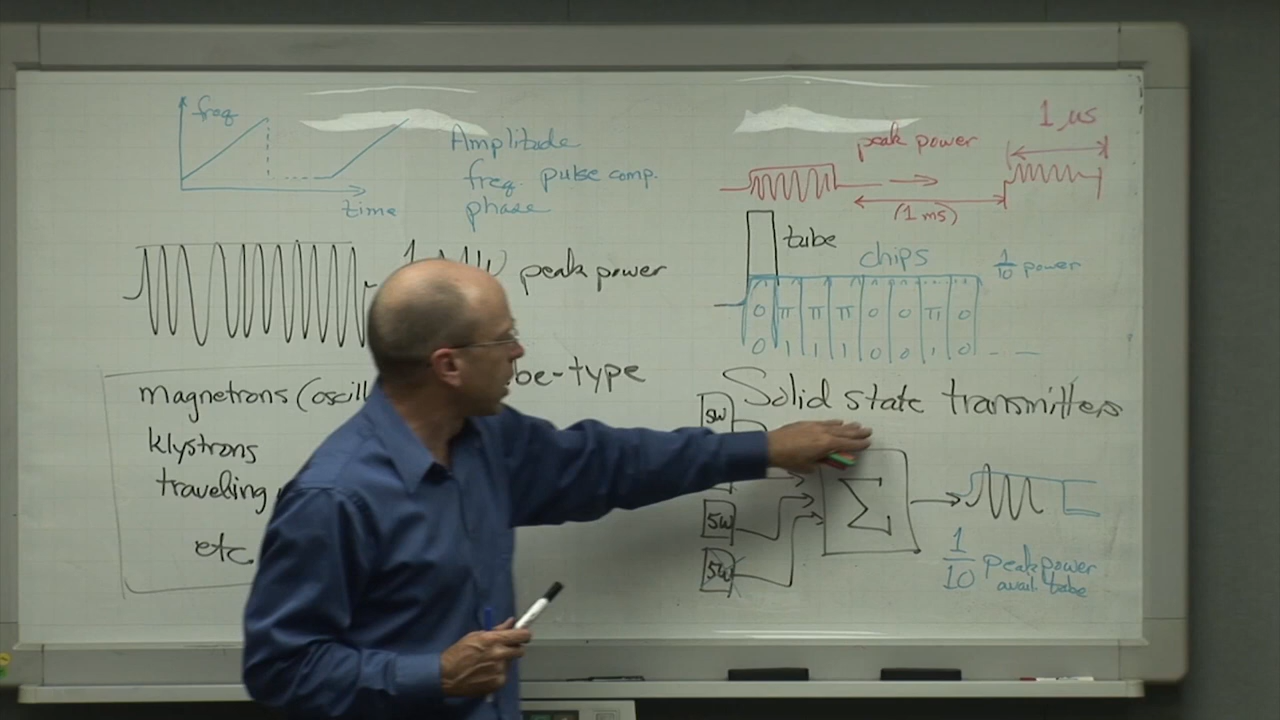 freq
time
Amplitude
freq. pulse comp.
phase
peak power
magnetrons (oscill
klystrons
traveling
etc.
be-type
peak power
1 µs
(1 ms)
tube
chips
1/10 power
0 π π π 0 0 π 0
0 1 1 1 0 0 1 0 - -
Solid state transmitters
5W
5W
5W
Σ
1/10 peak power
avail. tube